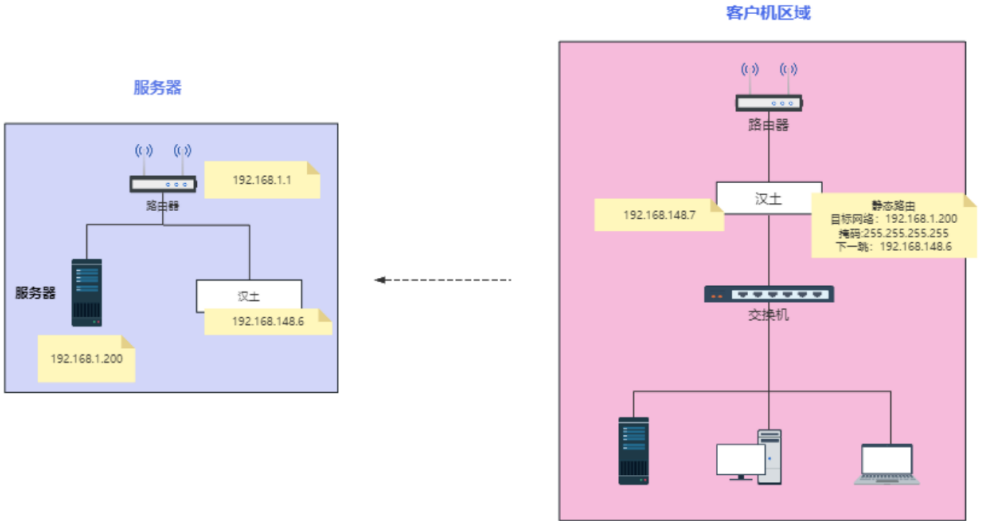 客户机区域
服务器
路由器
192.168.1.1
路由器
汉土
192.168.148.7
静态路由
目标网络：192.168.1.200
掩码:255.255.255.255
下一跳：192.168.148.6
服务器
汉土
192.168.148.6
交换机
192.168.1.200